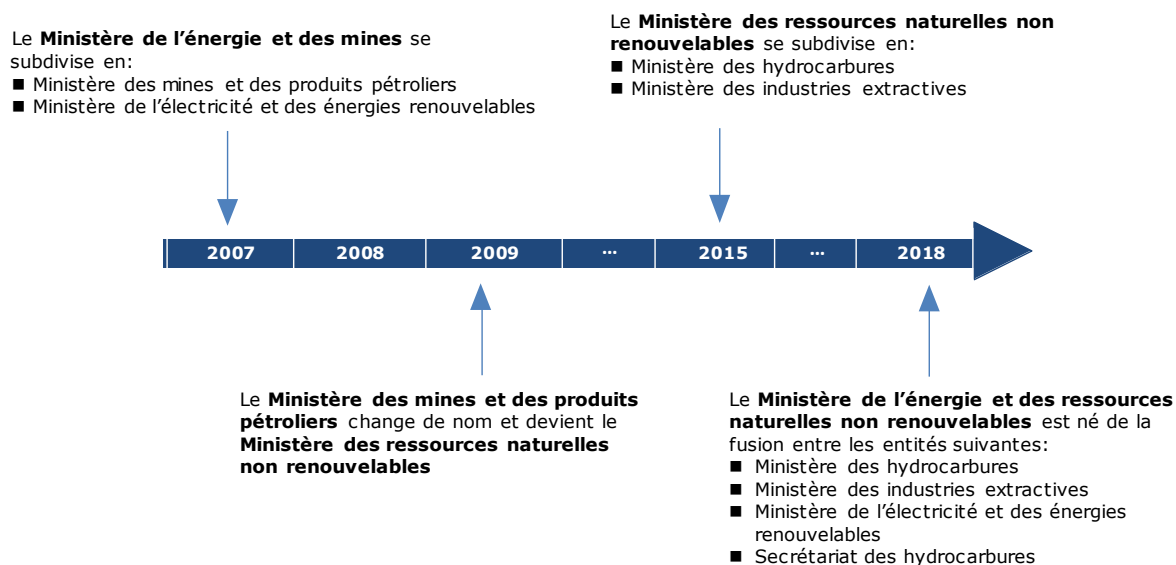 Le Ministère de l’énergie et des mines se
subdivise en:
■ Ministère des mines et des produits pétroliers
■ Ministère de l’électricité et des énergies renouvelables
Le Ministère des ressources naturelles non
renouvelables se subdivise en:
■ Ministère des hydrocarbures
■ Ministère des industries extractives
2007 2008 2009 ... 2015 ... 2018
Le Ministère des mines et des produits
pétroliers change de nom et devient le
Ministère des ressources naturelles
non renouvelables
Le Ministère de l’énergie et des ressources
naturelles non renouvelables est né de la
fusion entre les entités suivantes:
■ Ministère des hydrocarbures
■ Ministère des industries extractives
■ Ministère de l’électricité et des énergies
renouvelables
■ Secrétariat des hydrocarbures